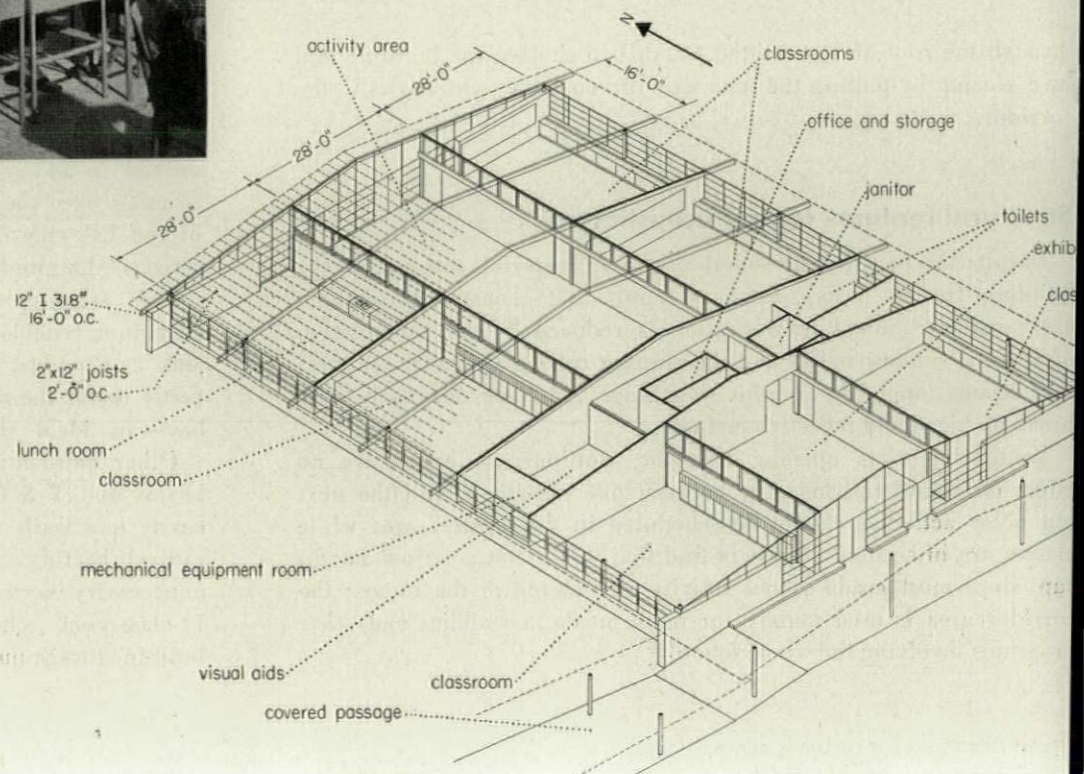 N
activity area
classrooms
28'-0"
16'-0"
28'-0"
office and storage
28'-0"
janitor
toilets
exhib
clas
12" I 31.8#
16'-0" o.c.
2"x12" joists
2'-0" o.c.
lunch room
classroom
mechanical equipment room
visual aids
classroom
covered passage